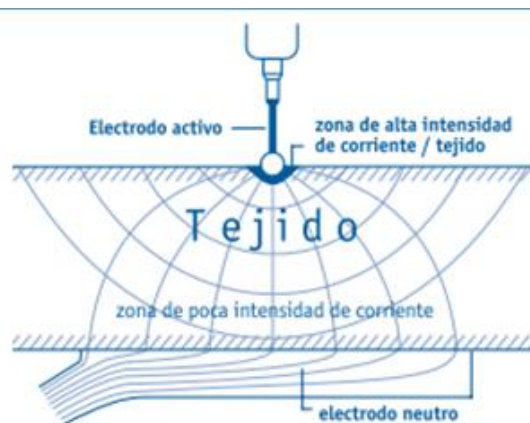 Electrodo activo
zona de alta intensidad
de corriente / tejido
Tejido
zona de poca intensidad de corriente
electrodo neutro